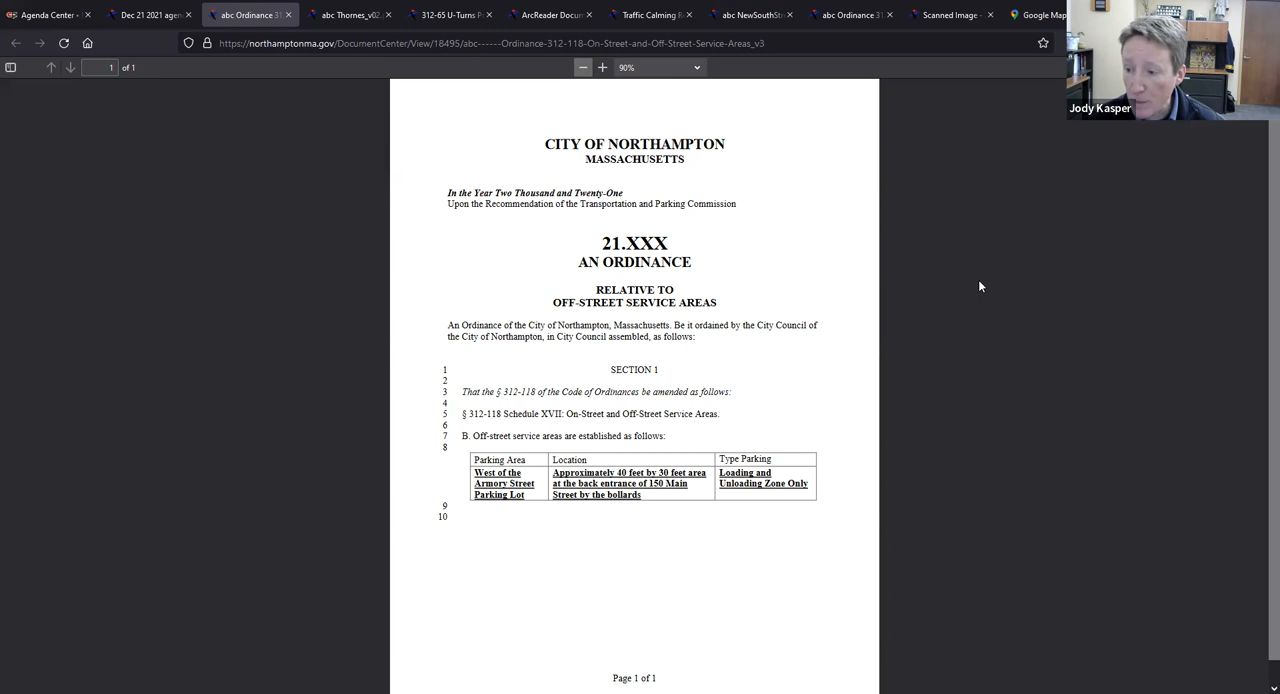 Agenda Center -
Dec 21 2021 agen
abc Ordinance 31
abc Thornes_v02.p
312-65 U-Turns P
ArcReader Docum
Traffic Calming R
abc NewSouthSt
abc Ordinance 31
Scanned Image -
Google Map
https://northamptonma.gov/DocumentCenter/View/18495/abc------Ordinance-312-118-On-Street-and-Off-Street-Service-Areas_v3
1 of 1
90%
Jody Kasper
CITY OF NORTHAMPTON
MASSACHUSETTS
In the Year Two Thousand and Twenty-One
Upon the Recommendation of the Transportation and Parking Commission
21.XXX
AN ORDINANCE
RELATIVE TO
OFF-STREET SERVICE AREAS
An Ordinance of the City of Northampton, Massachusetts. Be it ordained by the City Council of
the City of Northampton, in City Council assembled, as follows:
1 SECTION 1
2
3 That the § 312-118 of the Code of Ordinances be amended as follows:
4
5 § 312-118 Schedule XVII: On-Street and Off-Street Service Areas.
6
7 B. Off-street service areas are established as follows:
8
Parking Area Location Type Parking
West of the Approximately 40 feet by 30 feet area Loading and
Armory Street at the back entrance of 150 Main Unloading Zone Only
Parking Lot Street by the bollards
9
10
Page 1 of 1